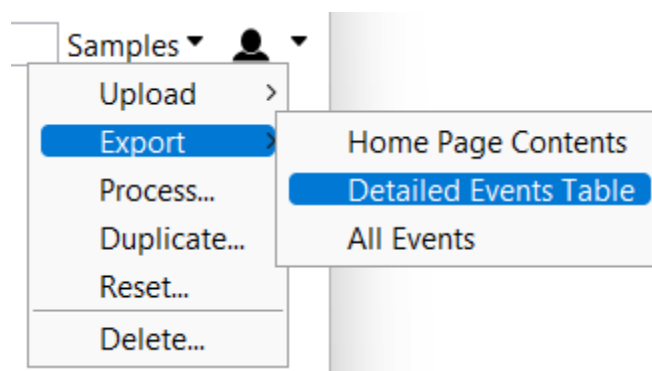 Samples
Upload
Export
Process...
Duplicate...
Reset...
Delete...
Home Page Contents
Detailed Events Table
All Events